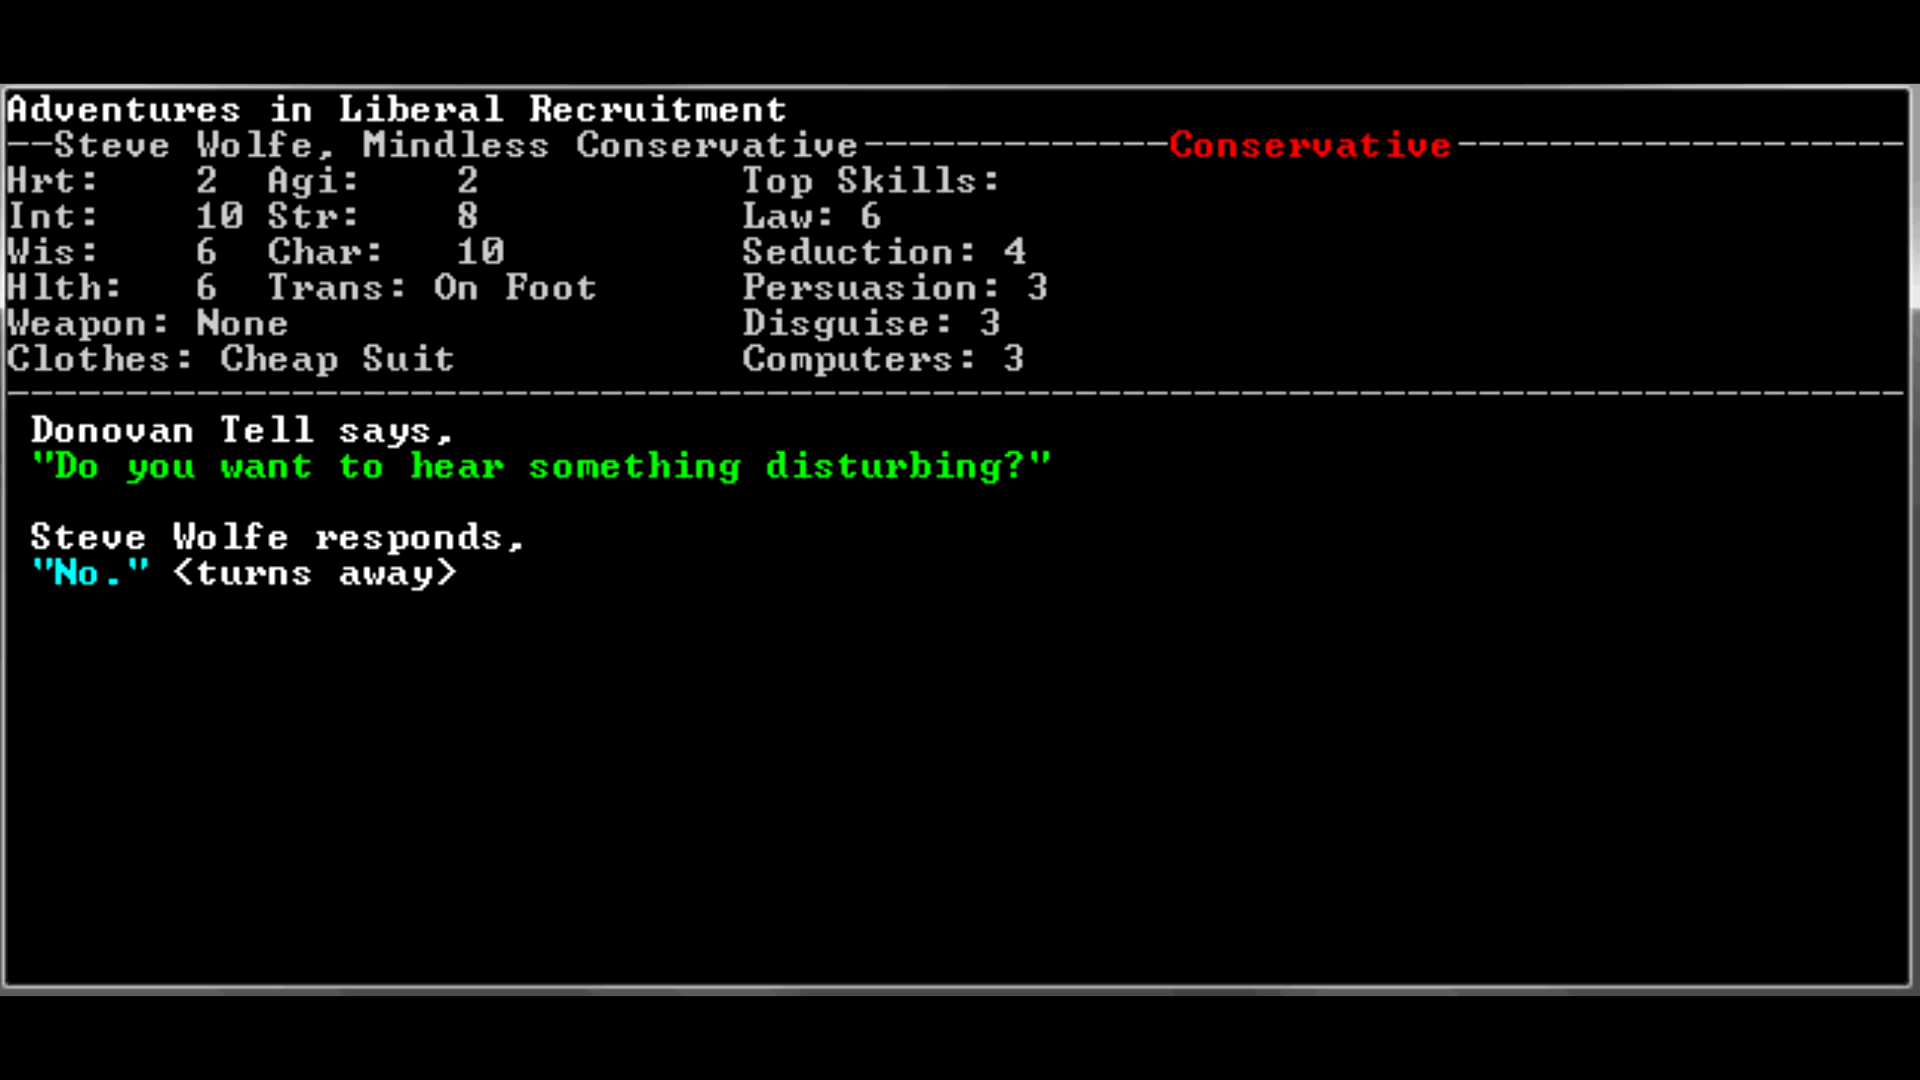 Adventures in Liberal Recruitment
--Steve Wolfe, Mindless Conservative-------------Conservative-------------------
Hrt: 2 Agi: 2 Top Skills:
Int: 10 Str: 8 Law: 6
Wis: 6 Char: 10 Seduction: 4
Hlth: 6 Trans: On Foot Persuasion: 3
Weapon: None Disguise: 3
Clothes: Cheap Suit Computers: 3
--------------------------------------------------------------------------------
Donovan Tell says,
"Do you want to hear something disturbing?"
Steve Wolfe responds,
"No." <turns away>